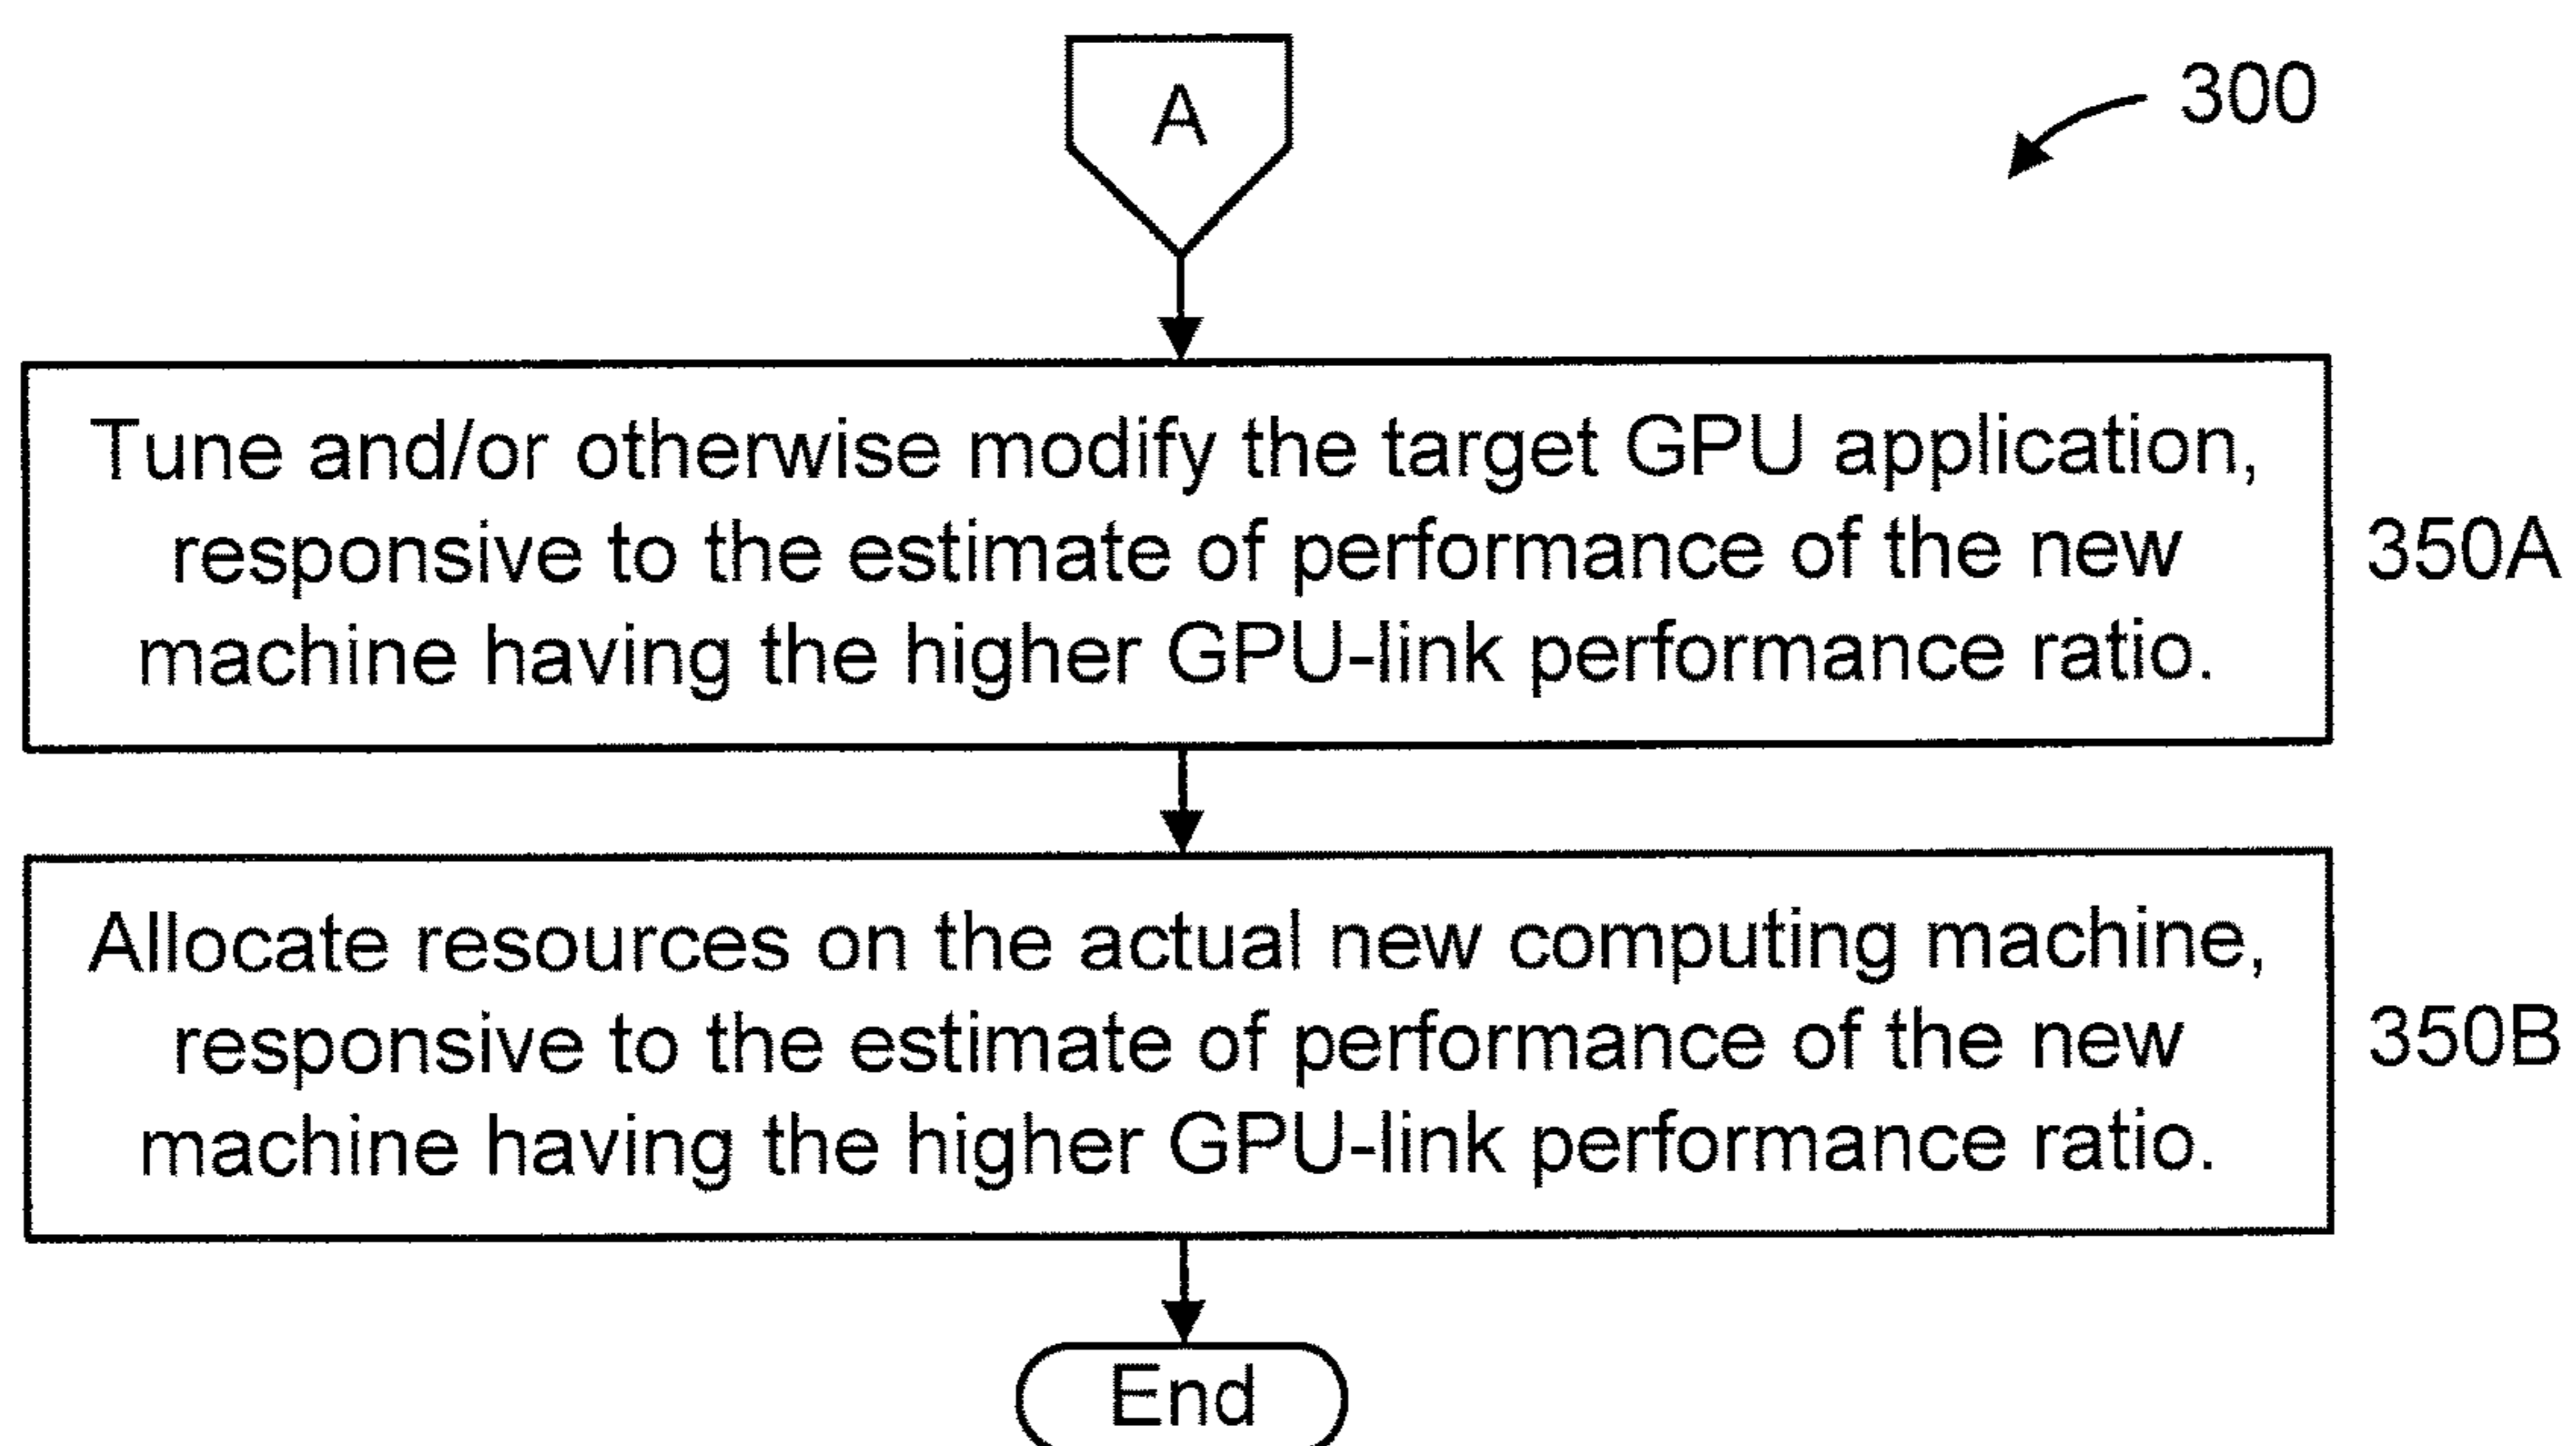 A
300
Tune and/or otherwise modify the target GPU application,
responsive to the estimate of performance of the new
machine having the higher GPU-link performance ratio.
350A
Allocate resources on the actual new computing machine,
responsive to the estimate of performance of the new
machine having the higher GPU-link performance ratio.
350B
End